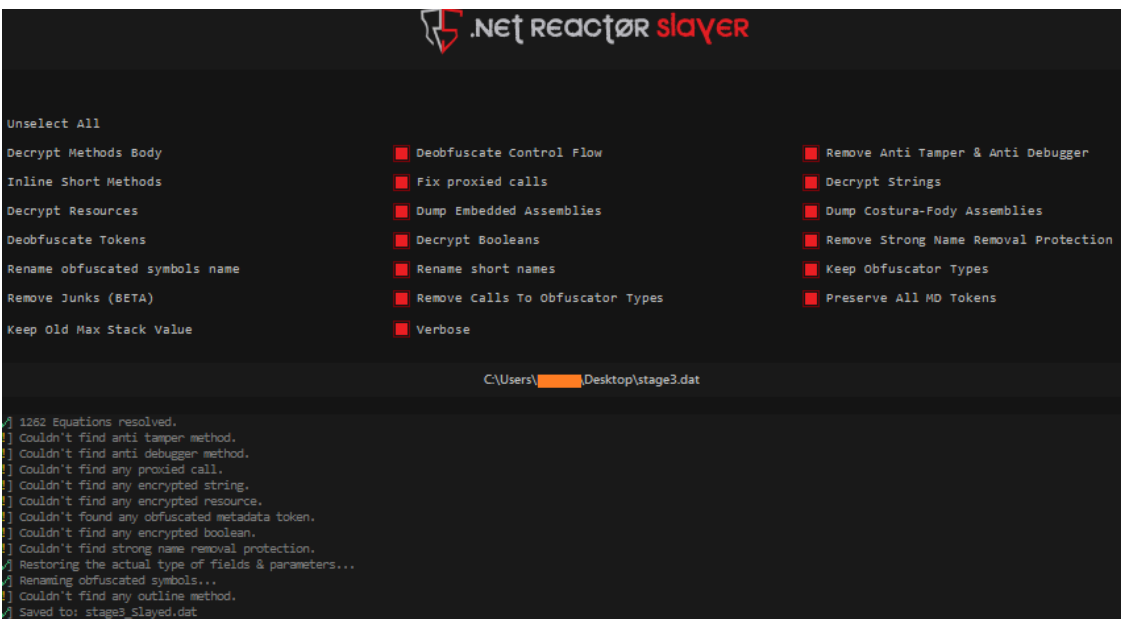 .NET REACTØR SLAYER
Unselect All
Decrypt Methods Body Deobfuscate Control Flow Remove Anti Tamper & Anti Debugger
Inline Short Methods Fix proxied calls Decrypt Strings
Decrypt Resources Dump Embedded Assemblies Dump Costura-Fody Assemblies
Deobfuscate Tokens Decrypt Booleans Remove Strong Name Removal Protection
Rename obfuscated symbols name Rename short names Keep Obfuscator Types
Remove Junks (BETA) Remove Calls To Obfuscator Types Preserve All MD Tokens
Keep Old Max Stack Value Verbose
C:\Users\ \Desktop\stage3.dat
✓] 1262 Equations resolved.
!] Couldn't find anti tamper method.
!] Couldn't find anti debugger method.
!] Couldn't find any proxied call.
!] Couldn't find any encrypted string.
!] Couldn't find any encrypted resource.
!] Couldn't found any obfuscated metadata token.
!] Couldn't find any encrypted boolean.
!] Couldn't find strong name removal protection.
✓] Restoring the actual type of fields & parameters...
✓] Renaming obfuscated symbols...
!] Couldn't find any outline method.
✓] Saved to: stage3_Slayed.dat